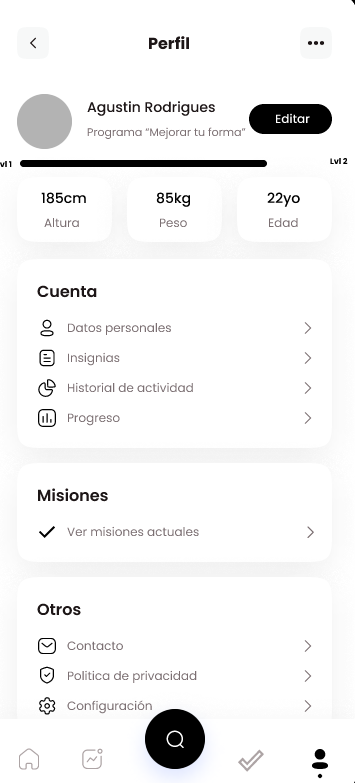 Perfil
Agustin Rodrigues
Programa “Mejorar tu forma”
Editar
vl 1
Lvl 2
185cm
85kg
22yo
Altura
Peso
Edad
Cuenta
Datos personales
Insignias
Historial de actividad
Progreso
Misiones
Ver misiones actuales
Otros
Contacto
Politica de privacidad
Configuración